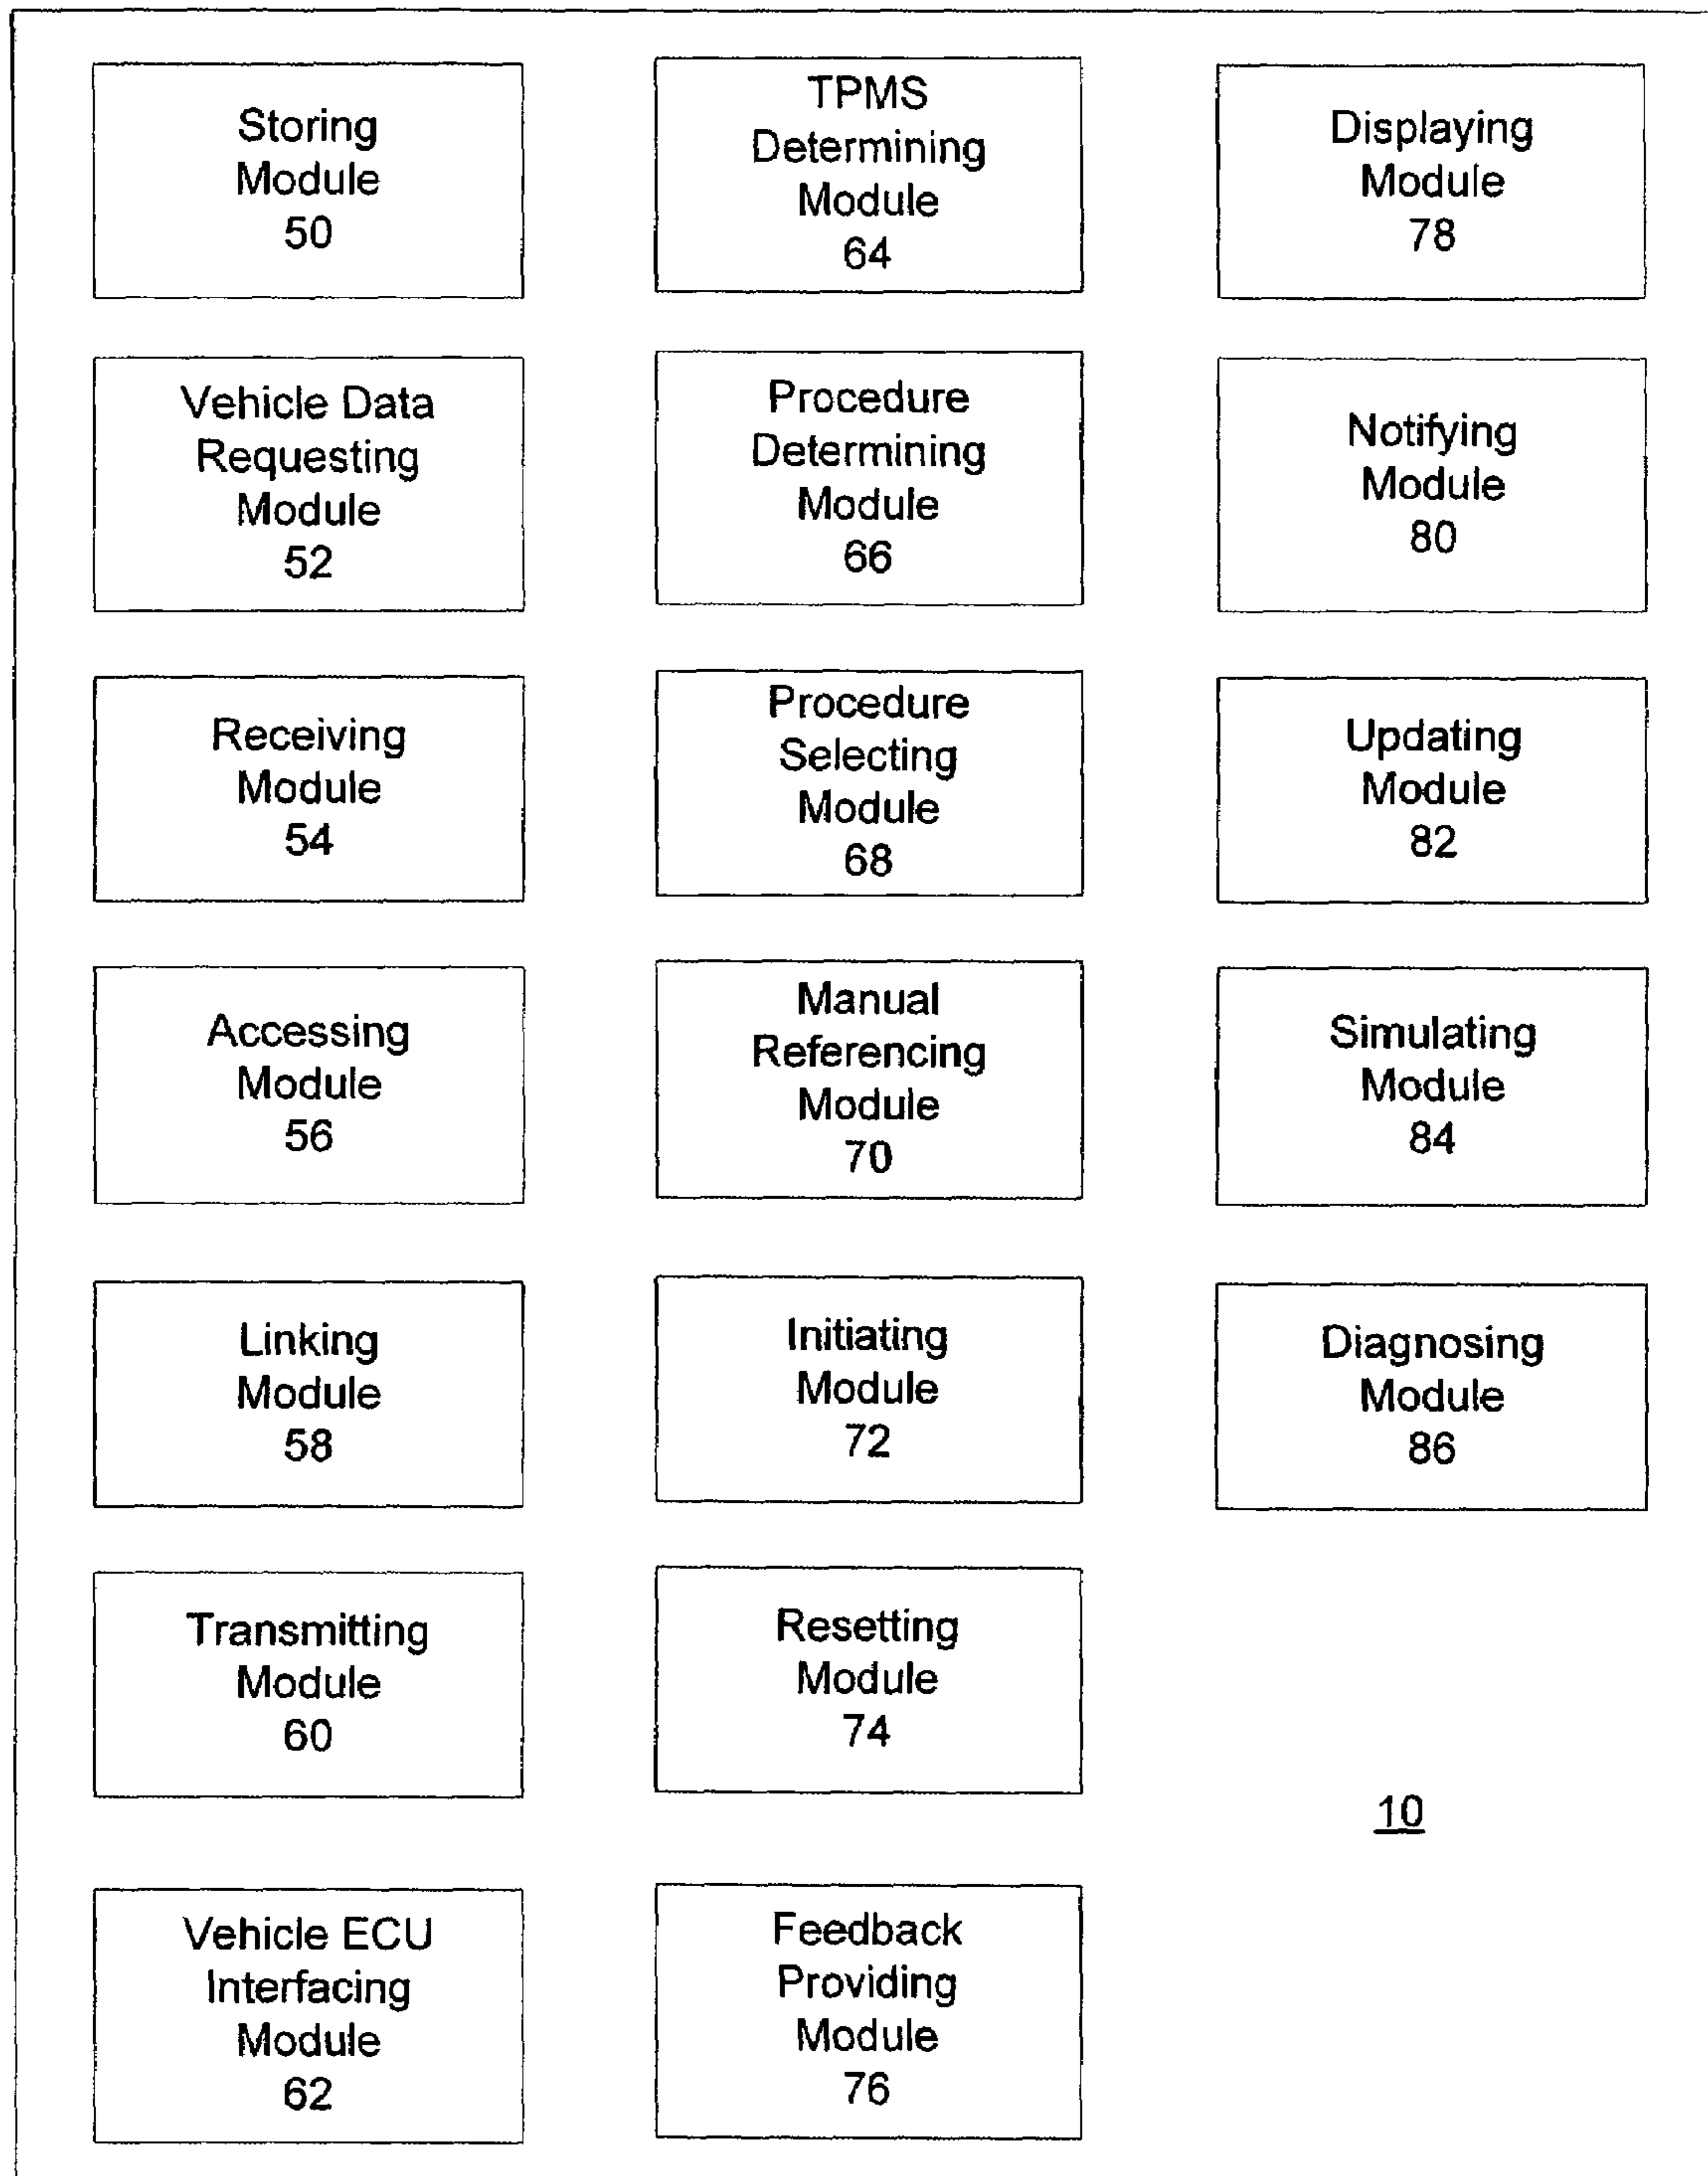 Storing
Module
50
Vehicle Data
Requesting
Module
52
Receiving
Module
54
Accessing
Module
56
Linking
Module
58
Transmitting
Module
60
Vehicle ECU
Interfacing
Module
62
TPMS
Determining
Module
64
Procedure
Determining
Module
66
Procedure
Selecting
Module
68
Manual
Referencing
Module
70
Initiating
Module
72
Resetting
Module
74
Feedback
Providing
Module
76
Displaying
Module
78
Notifying
Module
80
Updating
Module
82
Simulating
Module
84
Diagnosing
Module
86
10